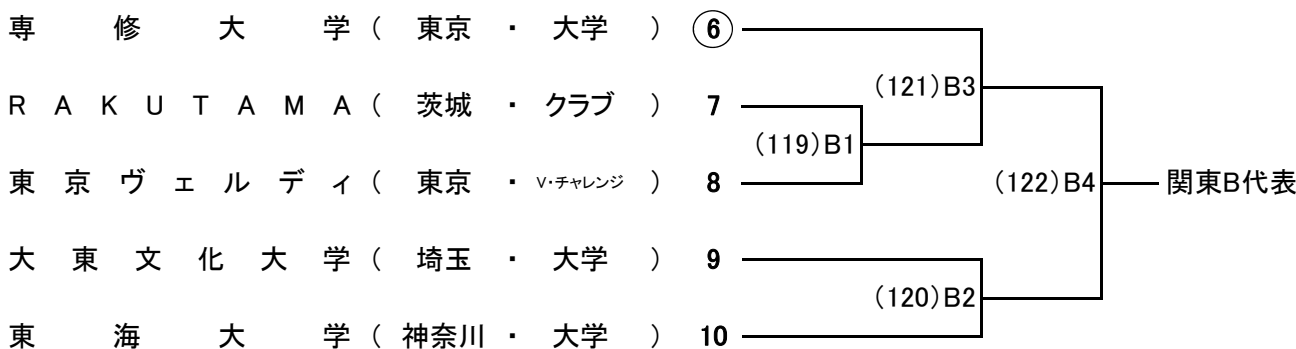 専修大学(東京・大学) ⑥
(121)B3
RAKUTAMA(茨城・クラブ) 7
(119)B1
東京ヴェルディ(東京・V・チャレンジ) 8
(122)B4 関東B代表
大東文化大学(埼玉・大学) 9
(120)B2
東海大学(神奈川・大学) 10